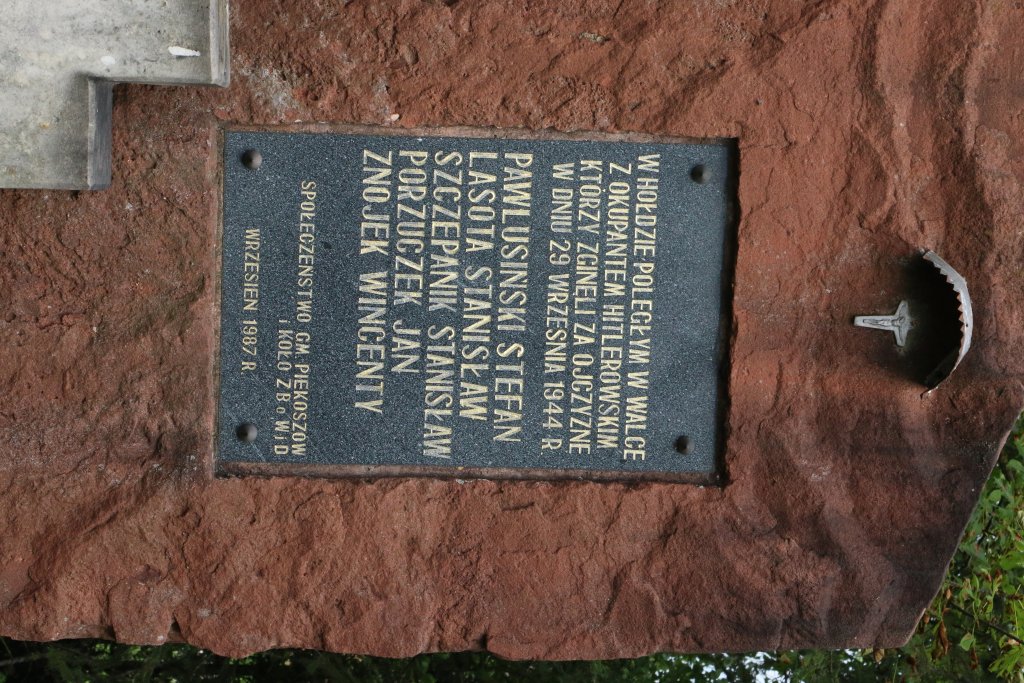 W HOŁDZIE POLEGŁYM W WALCE
Z OKUPANTEM HITLEROWSKIM
KTÓRZY ZGINĘLI ZA OJCZYZNĘ
W DNIU 29 WRZEŚNIA 1944 R
PAWLUSIŃSKI STEFAN
LASOTA STANISŁAW
SZCZEPANIK STANISŁAW
PORZUCZEK JAN
ZNOJEK WINCENTY
SPOŁECZEŃSTWO GM. PIEKOSZÓW
i KOŁO Z B o W i D
WRZESIEŃ 1987 R